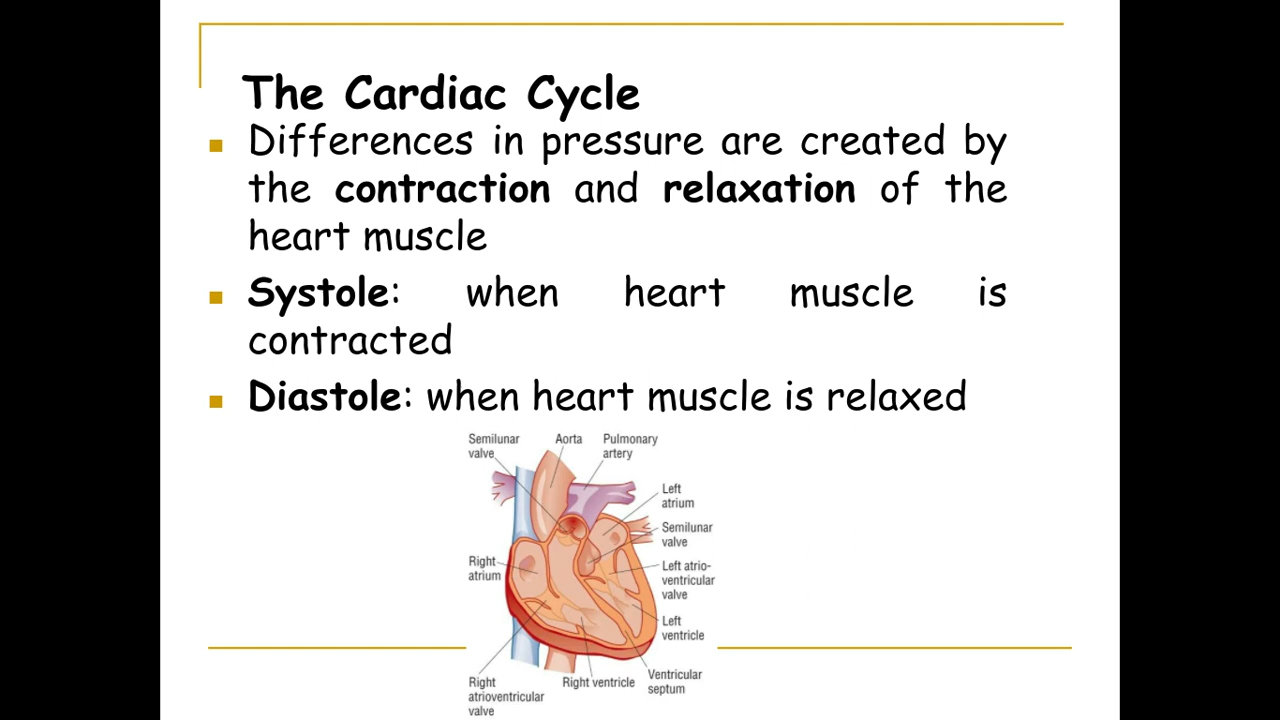 The Cardiac Cycle
Differences in pressure are created by
the contraction and relaxation of the
heart muscle
Systole: when heart muscle is
contracted
Diastole: when heart muscle is relaxed
Semilunar
valve
Aorta
Pulmonary
artery
Left
atrium
Semilunar
valve
Right
atrium
Left atrio-
ventricular
valve
Left
ventricle
Right
atrioventricular
valve
Right ventricle
Ventricular
septum